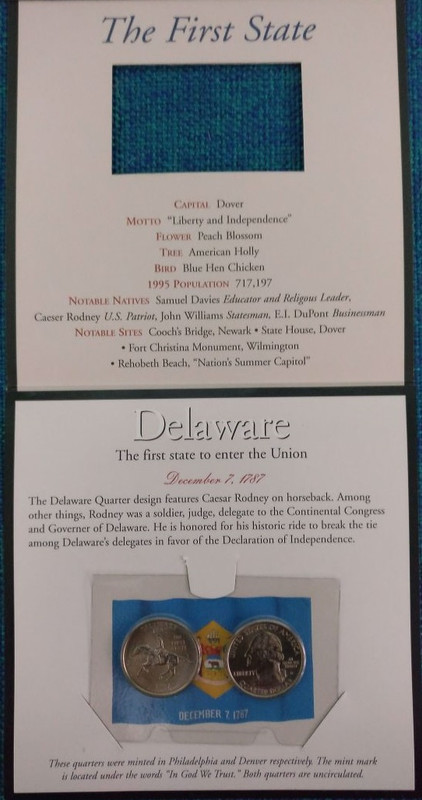 The First State
CAPITAL Dover
MOTTO "Liberty and Independence"
FLOWER Peach Blossom
TREE American Holly
BIRD Blue Hen Chicken
1995 POPULATION 717,197
NOTABLE NATIVES Samuel Davies Educator and Religous Leader,
Caeser Rodney U.S. Patriot, John Williams Statesman, E.I. DuPont Businessman
NOTABLE SITES Cooch's Bridge, Newark • State House, Dover
• Fort Christina Monument, Wilmington
• Rehobeth Beach, "Nation's Summer Capitol"
Delaware
The first state to enter the Union
December 7, 1787
The Delaware Quarter design features Caesar Rodney on horseback. Among
other things, Rodney was a soldier, judge, delegate to the Continental Congress
and Governer of Delaware. He is honored for his historic ride to break the tie
among Delaware's delegates in favor of the Declaration of Independence.
LIBERTY
DECEMBER 7, 1787
These quarters were minted in Philadelphia and Denver respectively. The mint mark
is located under the words "In God We Trust." Both quarters are uncirculated.